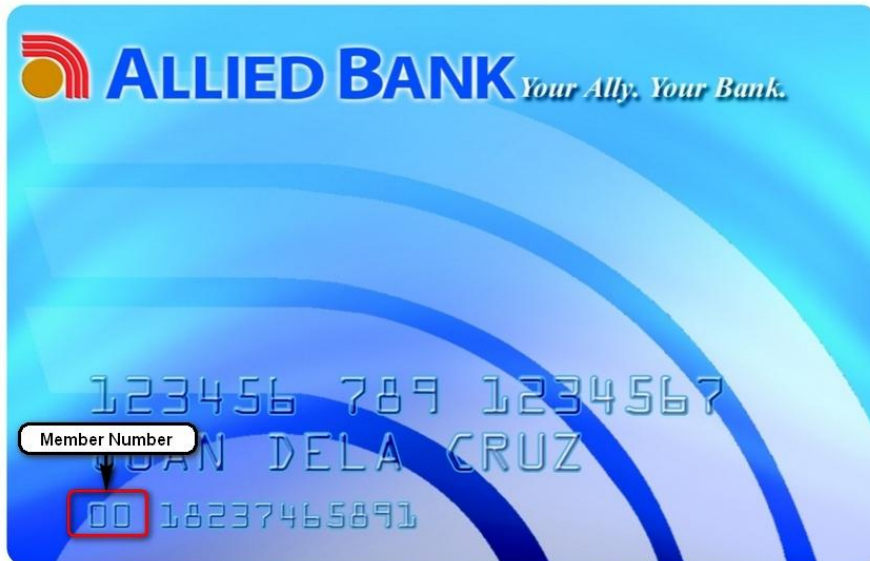 ALLIED BANK Your Ally. Your Bank.
123456 789 1234567
Member Number
JUAN DELA CRUZ
00 18237465891